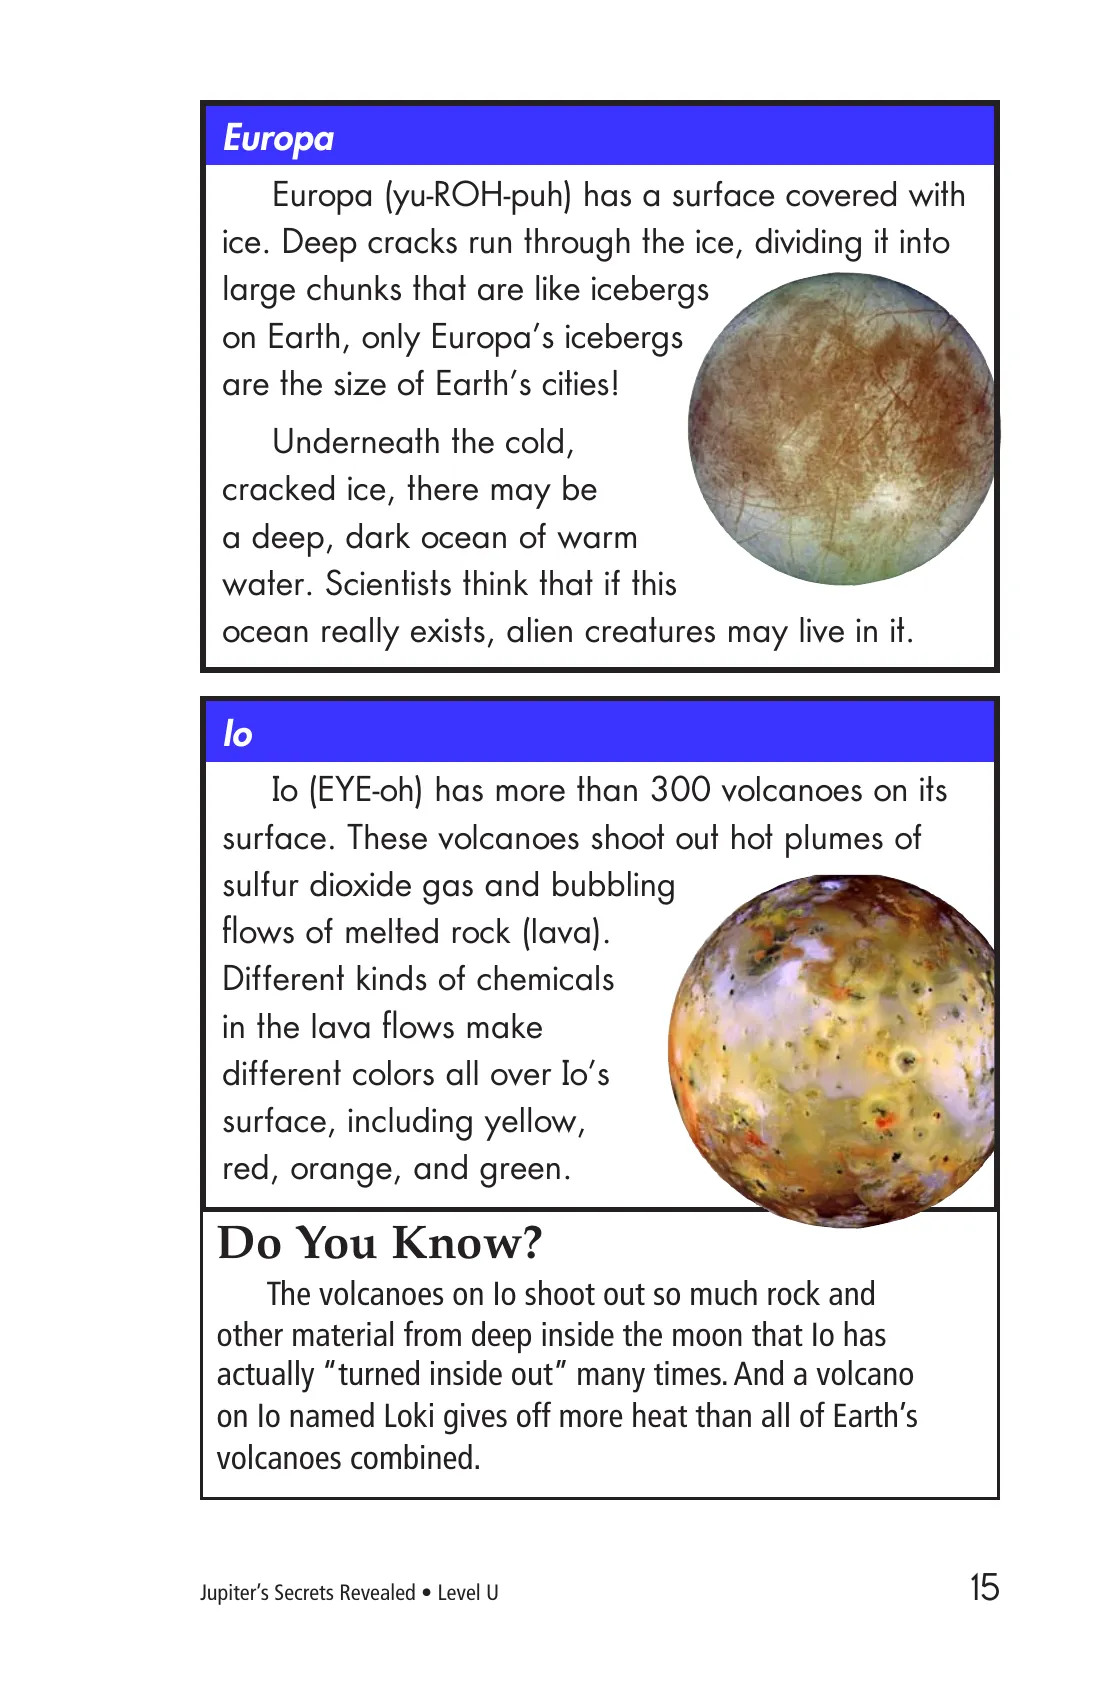 Europa
Europa (yu-ROH-puh) has a surface covered with
ice. Deep cracks run through the ice, dividing it into
large chunks that are like icebergs
on Earth, only Europa’s icebergs
are the size of Earth’s cities!
Underneath the cold,
cracked ice, there may be
a deep, dark ocean of warm
water. Scientists think that if this
ocean really exists, alien creatures may live in it.
Io
Io (EYE-oh) has more than 300 volcanoes on its
surface. These volcanoes shoot out hot plumes of
sulfur dioxide gas and bubbling
flows of melted rock (lava).
Different kinds of chemicals
in the lava flows make
different colors all over Io’s
surface, including yellow,
red, orange, and green.
Do You Know?
The volcanoes on Io shoot out so much rock and
other material from deep inside the moon that Io has
actually “turned inside out” many times. And a volcano
on Io named Loki gives off more heat than all of Earth’s
volcanoes combined.
Jupiter’s Secrets Revealed • Level U
15